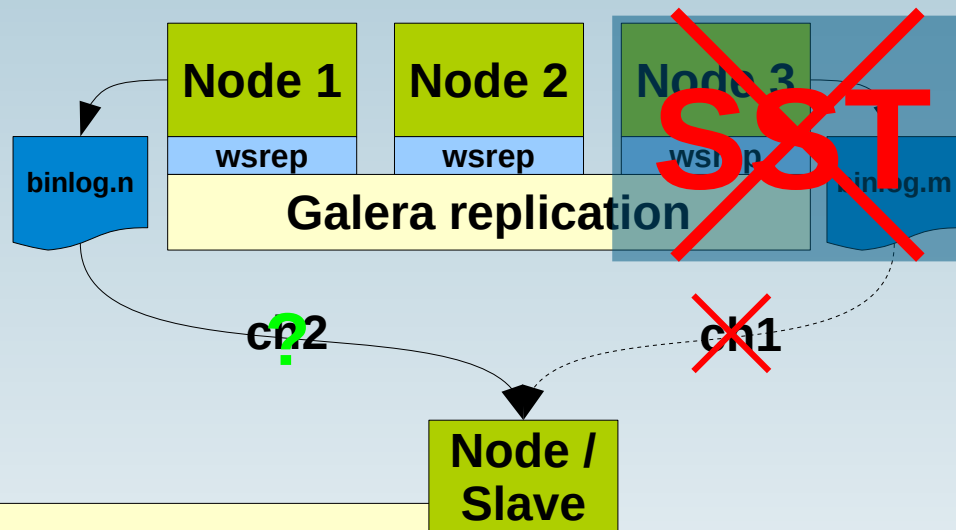 Node 1
Node 2
Node 3
SST
wsrep
wsrep
wsrep
binlog.n
binlog.m
Galera replication
ch2
?
ch1
Node /
Slave